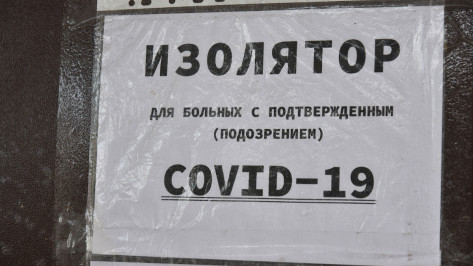 ИЗОЛЯТОР
ДЛЯ БОЛЬНЫХ С ПОДТВЕРЖДЕННЫМ
(ПОДОЗРЕНИЕМ)
COVID-19